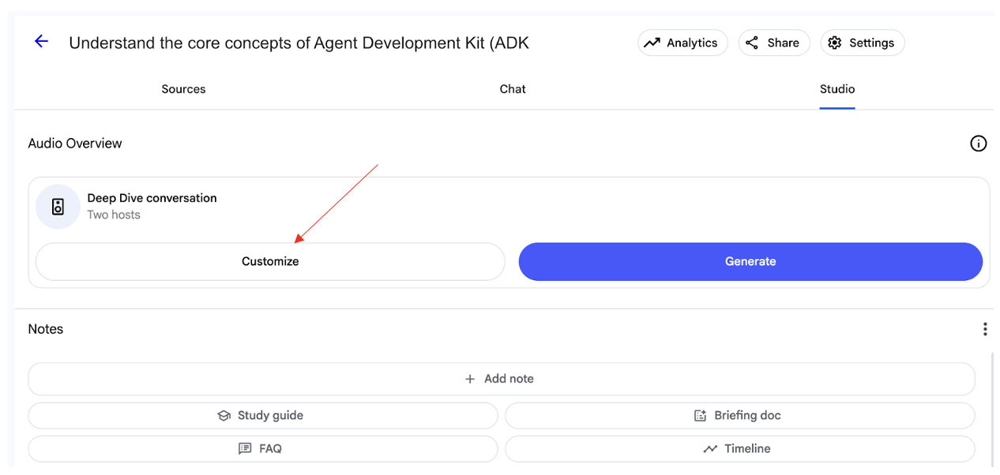 Understand the core concepts of Agent Development Kit (ADK
Analytics
Share
Settings
Sources
Chat
Studio
Audio Overview
Deep Dive conversation
Two hosts
Customize
Generate
Notes
+ Add note
Study guide
Briefing doc
FAQ
Timeline